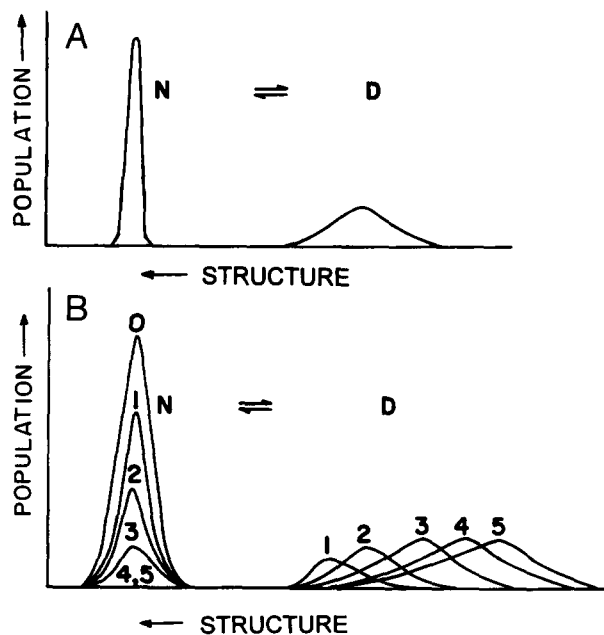 A
POPULATION →
N ⇌ D
← STRUCTURE
B
POPULATION →
0
1 N ⇌ D
2
3
4,5
1 2 3 4 5
← STRUCTURE